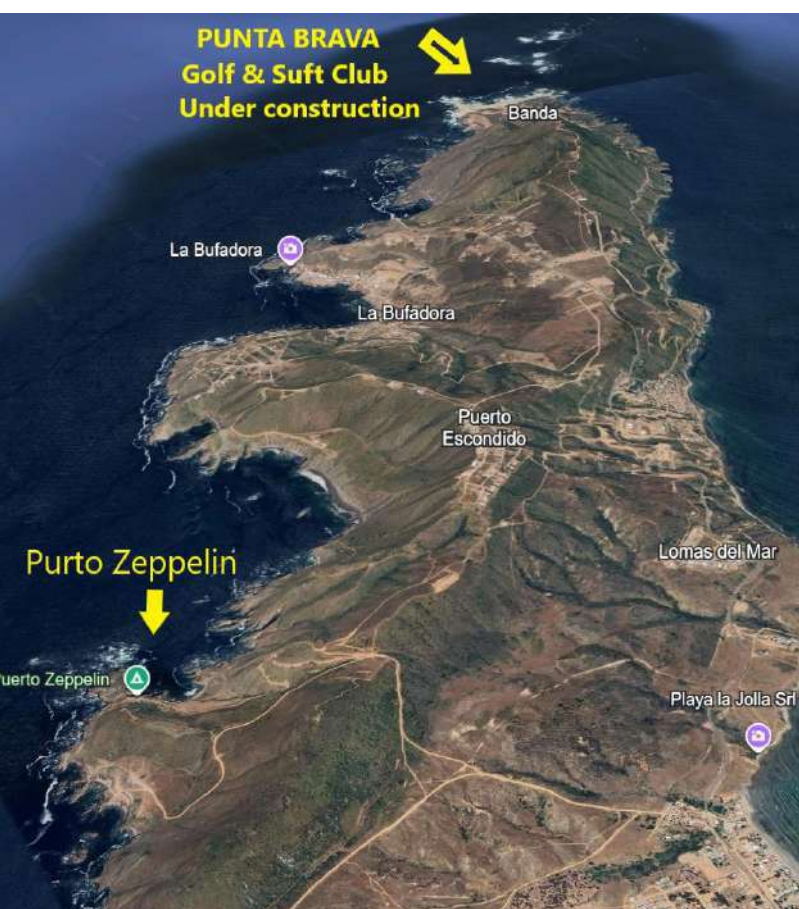 PUNTA BRAVA
Golf & Suft Club
Under construction
Banda
La Bufadora
La Bufadora
Puerto
Escondido
Lomas del Mar
Purto Zeppelin
uerto Zeppelin
Playa la Jolla Srl